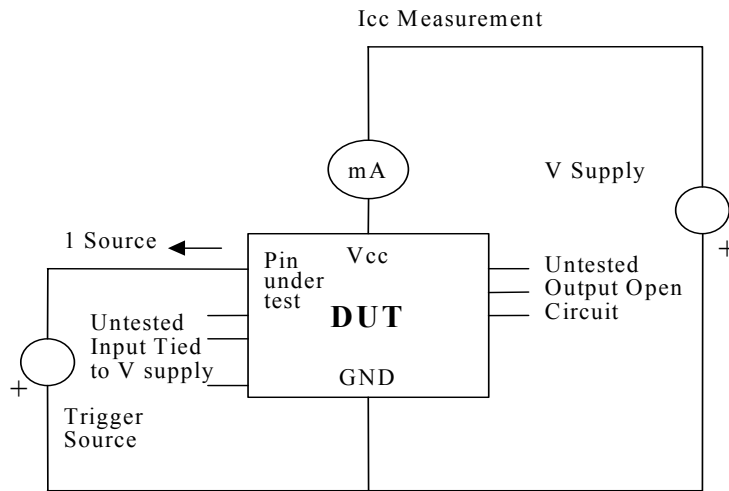 Icc Measurement
mA
V Supply
+
1 Source
Pin
under
test
Vcc
DUT
GND
Untested
Output Open
Circuit
Untested
Input Tied
to V supply
+
Trigger
Source